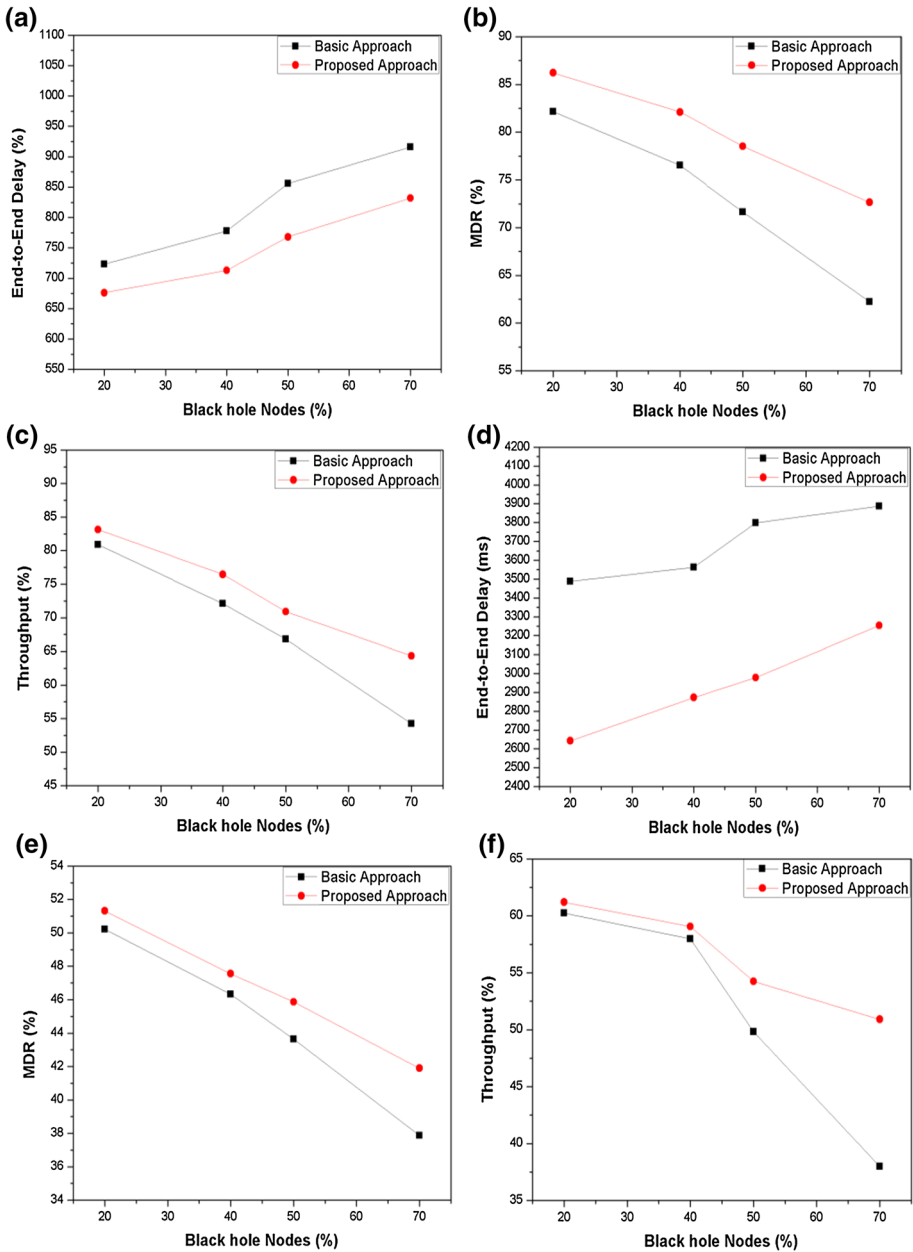 (a)
1100
1050
1000
950
900
850
800
750
700
650
600
550
End-to-End Delay (%)
Basic Approach
Proposed Approach
20 30 40 50 60 70
Black hole Nodes (%)
(b)
90
85
80
75
70
65
60
55
MDR (%)
Basic Approach
Proposed Approach
20 30 40 50 60 70
Black hole Nodes (%)
(c)
95
90
85
80
75
70
65
60
55
50
45
Throughput (%)
Basic Approach
Proposed Approach
20 30 40 50 60 70
Black hole Nodes (%)
(d)
4200
4100
4000
3900
3800
3700
3600
3500
3400
3300
3200
3100
3000
2900
2800
2700
2600
2500
2400
End-to-End Delay (ms)
Basic Approach
Proposed Approach
20 30 40 50 60 70
Black hole Nodes (%)
(e)
54
52
50
48
46
44
42
40
38
36
34
MDR (%)
Basic Approach
Proposed Approach
20 30 40 50 60 70
Black hole Nodes (%)
(f)
65
60
55
50
45
40
35
Throughput (%)
Basic Approach
Proposed Approach
20 30 40 50 60 70
Black hole Nodes (%)